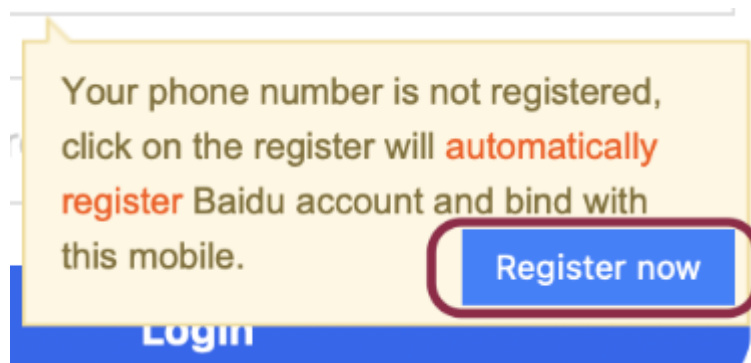 Your phone number is not registered,
click on the register will automatically
register Baidu account and bind with
this mobile.
Register now
Login